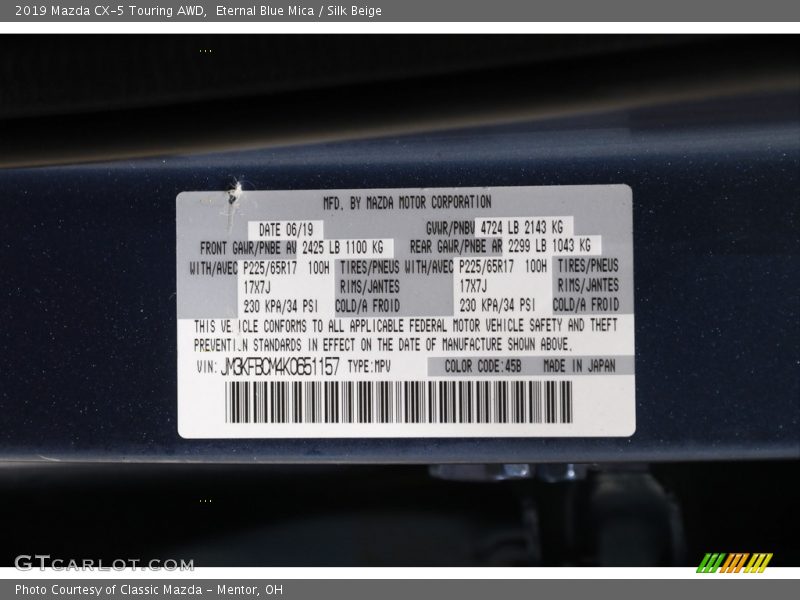 2019 Mazda CX-5 Touring AWD, Eternal Blue Mica / Silk Beige
MFD. BY MAZDA MOTOR CORPORATION
DATE 06/19 GVWR/PNBV 4724 LB 2143 KG
FRONT GAWR/PNBE AV 2425 LB 1100 KG REAR GAWR/PNBE AR 2299 LB 1043 KG
WITH/AVEC P225/65R17 100H TIRES/PNEUS WITH/AVEC P225/65R17 100H TIRES/PNEUS
17X7J RIMS/JANTES 17X7J RIMS/JANTES
230 KPA/34 PSI COLD/A FROID 230 KPA/34 PSI COLD/A FROID
THIS VEHICLE CONFORMS TO ALL APPLICABLE FEDERAL MOTOR VEHICLE SAFETY AND THEFT
PREVENTION STANDARDS IN EFFECT ON THE DATE OF MANUFACTURE SHOWN ABOVE.
VIN: JM3KFBCM4K0651157 TYPE:MPV COLOR CODE:45B MADE IN JAPAN
GTCARLOT.COM
Photo Courtesy of Classic Mazda - Mentor, OH